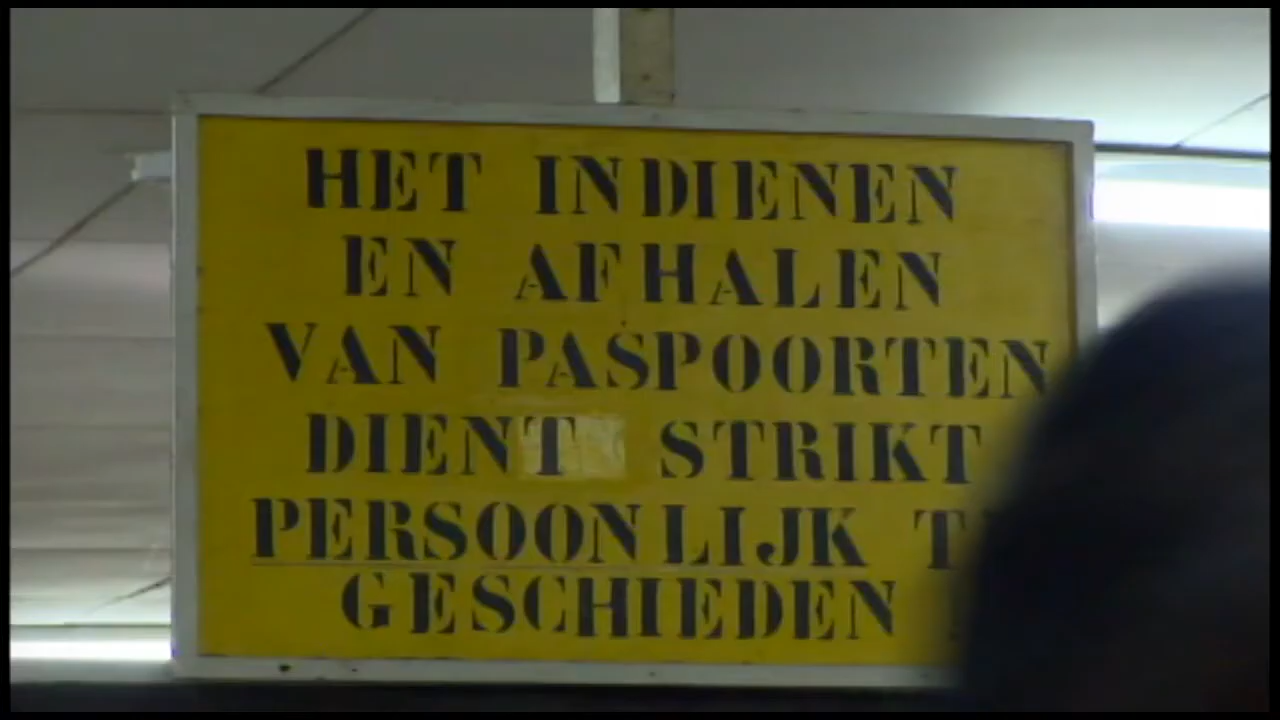 HET INDIENEN
EN AFHALEN
VAN PASPOORTEN
DIENT STRIKT
PERSOONLIJK
GESCHIEDEN